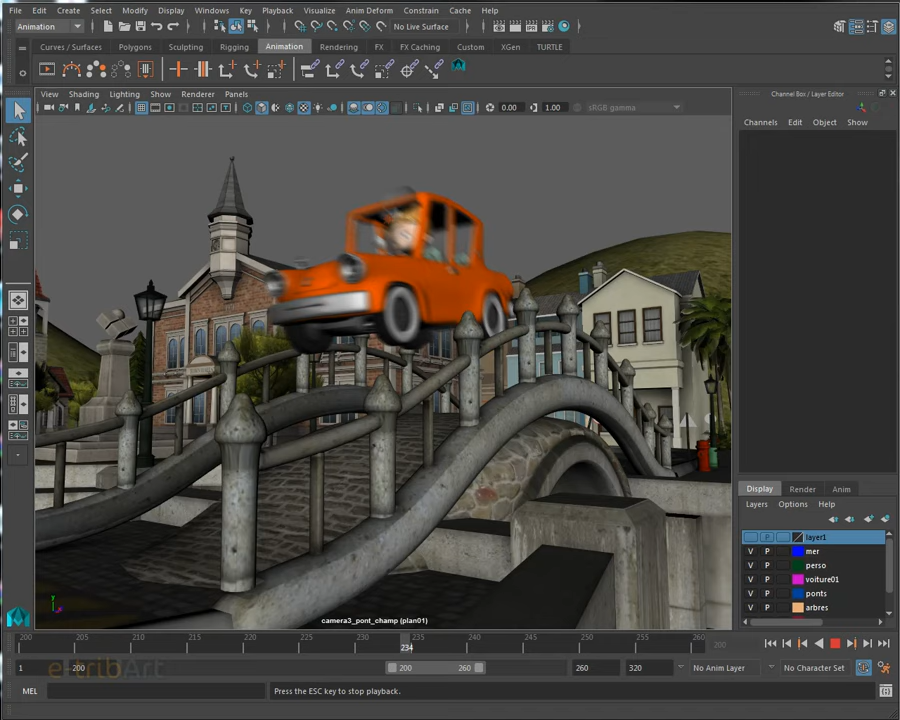 File Edit Create Select Modify Display Windows Key Playback Visualize Anim Deform Constrain Cache Help
Animation No Live Surface
Curves / Surfaces Polygons Sculpting Rigging Animation Rendering FX FX Caching Custom XGen TURTLE
View Shading Lighting Show Renderer Panels
0.00 1.00 sRGB gamma
Channel Box / Layer Editor
Channels Edit Object Show
Display Render Anim
Layers Options Help
layer1
V P mer
V P perso
V P voiture01
V P ponts
V P arbres
camera3_pont_champ (plan01)
200 205 210 215 220 225 230 234 240 245 250 255 260 200
1 200 200 260 260 320 No Anim Layer No Character Set
e-tribArt
MEL Press the ESC key to stop playback.